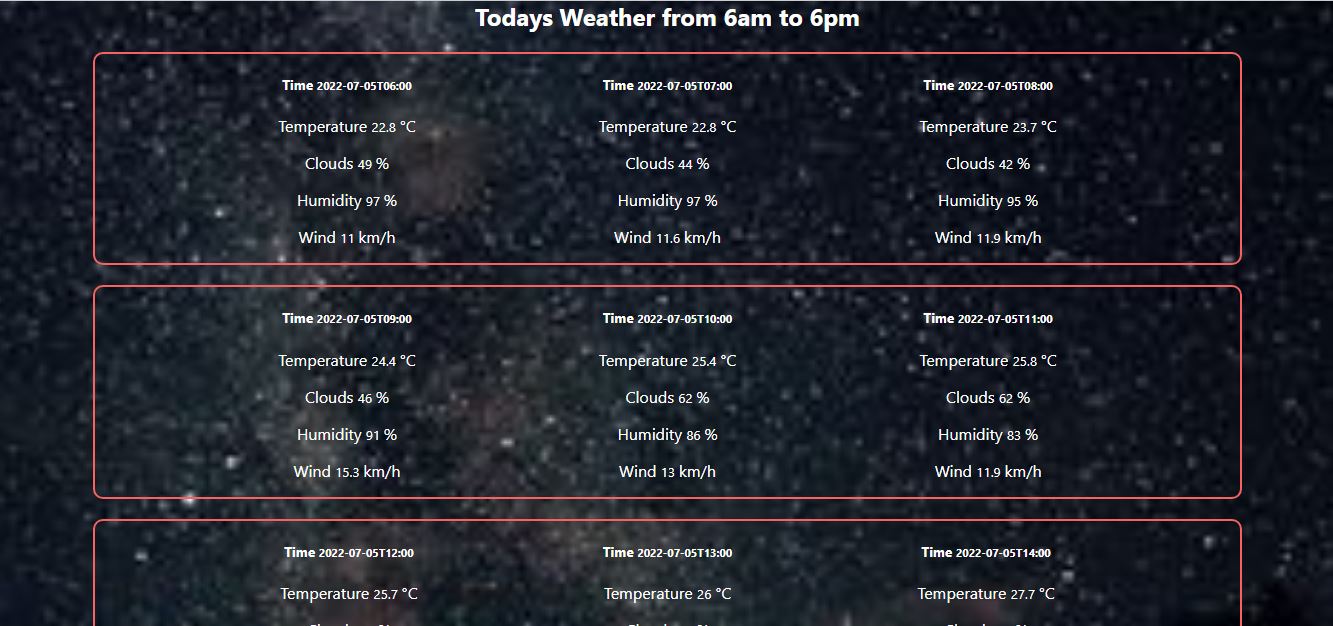 Todays Weather from 6am to 6pm
Time 2022-07-05T06:00 Time 2022-07-05T07:00 Time 2022-07-05T08:00
Temperature 22.8 °C Temperature 22.8 °C Temperature 23.7 °C
Clouds 49 % Clouds 44 % Clouds 42 %
Humidity 97 % Humidity 97 % Humidity 95 %
Wind 11 km/h Wind 11.6 km/h Wind 11.9 km/h
Time 2022-07-05T09:00 Time 2022-07-05T10:00 Time 2022-07-05T11:00
Temperature 24.4 °C Temperature 25.4 °C Temperature 25.8 °C
Clouds 46 % Clouds 62 % Clouds 62 %
Humidity 91 % Humidity 86 % Humidity 83 %
Wind 15.3 km/h Wind 13 km/h Wind 11.9 km/h
Time 2022-07-05T12:00 Time 2022-07-05T13:00 Time 2022-07-05T14:00
Temperature 25.7 °C Temperature 26 °C Temperature 27.7 °C